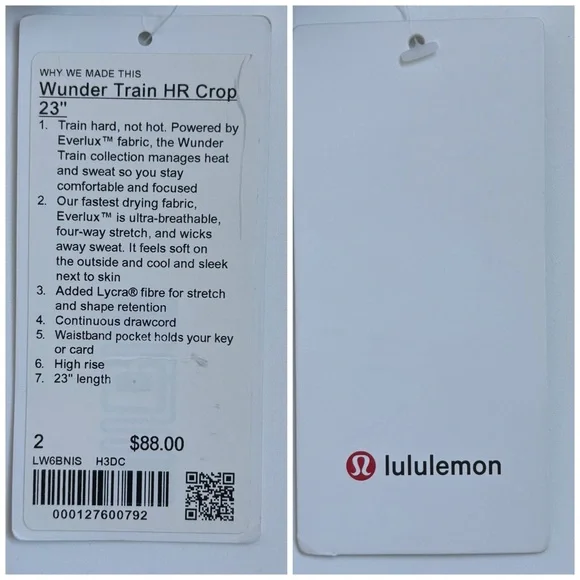 WHY WE MADE THIS
Wunder Train HR Crop
23"
1. Train hard, not hot. Powered by
Everlux™ fabric, the Wunder
Train collection manages heat
and sweat so you stay
comfortable and focused
2. Our fastest drying fabric,
Everlux™ is ultra-breathable,
four-way stretch, and wicks
away sweat. It feels soft on
the outside and cool and sleek
next to skin
3. Added Lycra® fibre for stretch
and shape retention
4. Continuous drawcord
5. Waistband pocket holds your key
or card
6. High rise
7. 23" length
2 $88.00
LW6BNIS H3DC
000127600792
lululemon